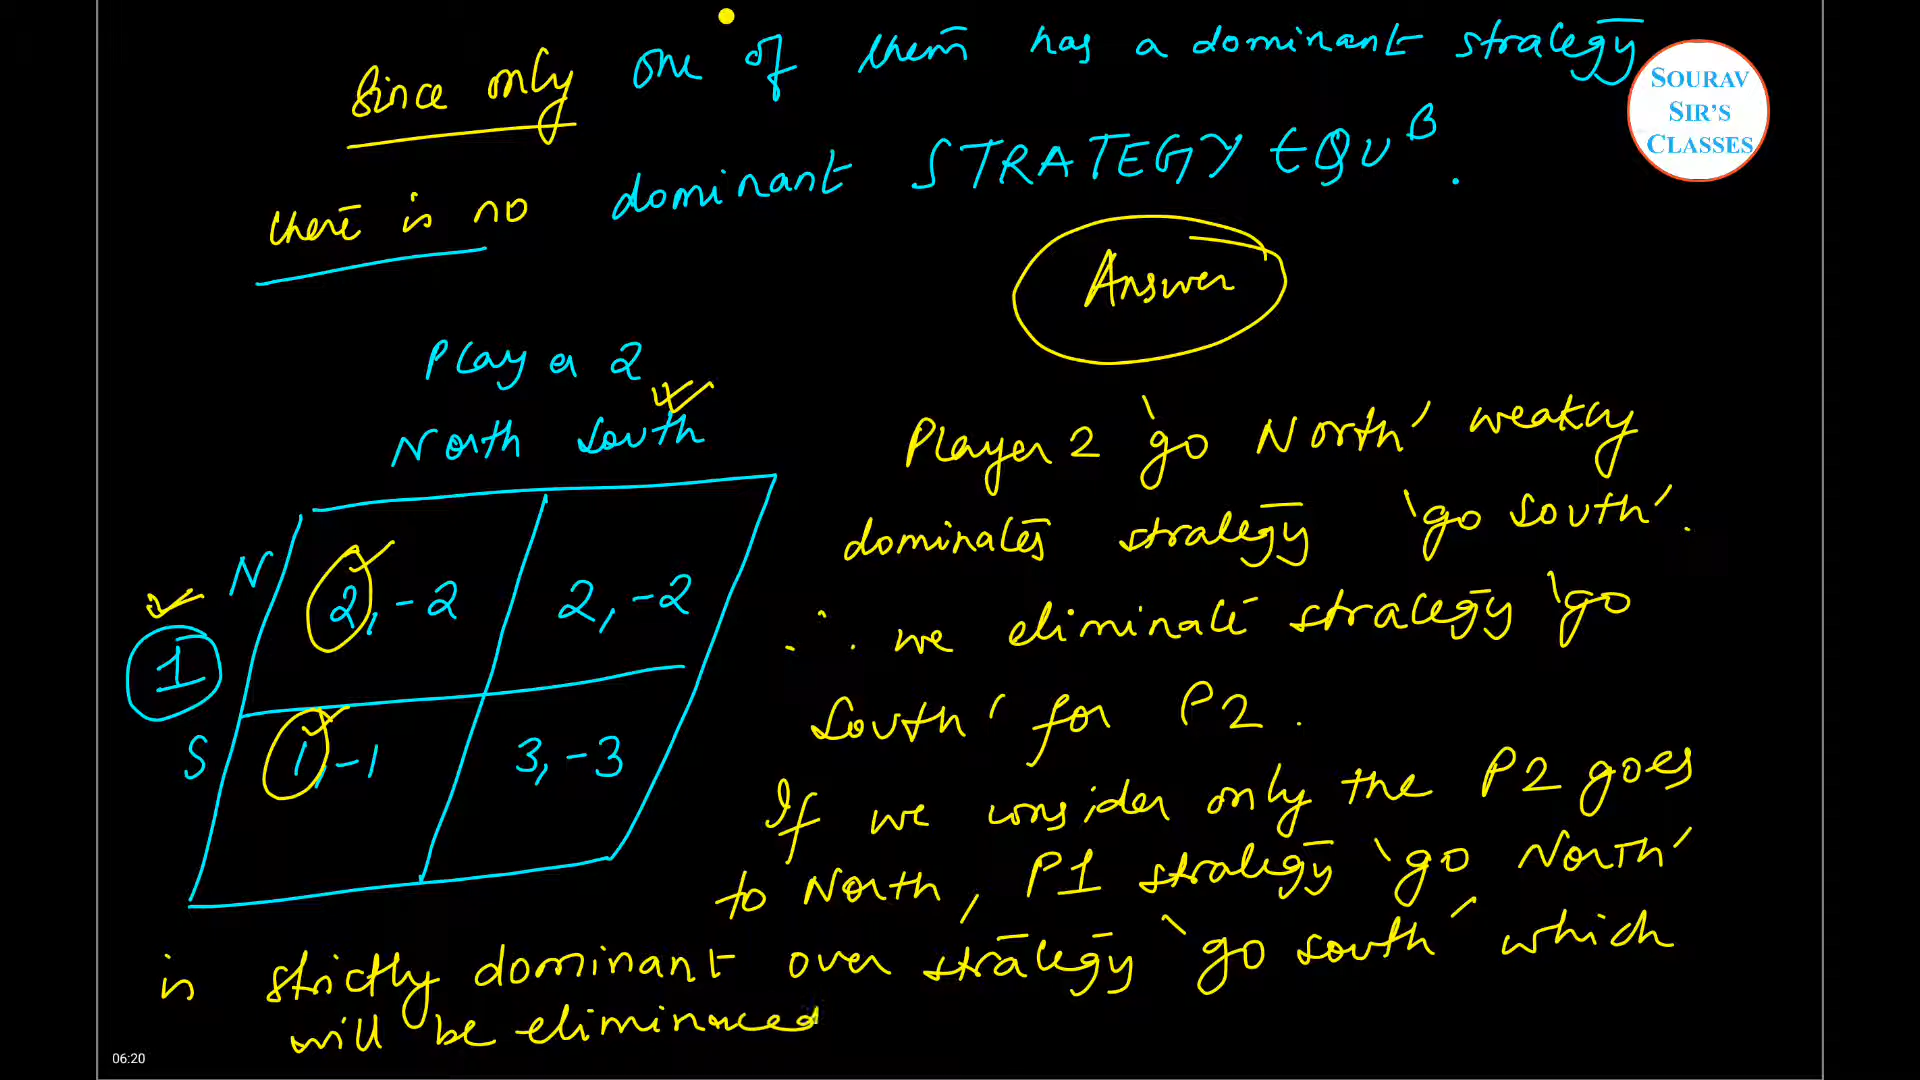 Since only one of them has a dominant strategy
there is no dominant STRATEGY EQU^B.
SOURAV
SIR'S
CLASSES
Answer
Player 2
North South
N 2, -2 2, -2
1
S 1, -1 3, -3
Player 2 'go North' weakly
dominates strategy 'go South'.
∴ we eliminate strategy 'go
South' for P2.
If we consider only the P2 goes
to North, P1 strategy 'go North'
is strictly dominant over strategy 'go south' which
will be eliminated
06:20